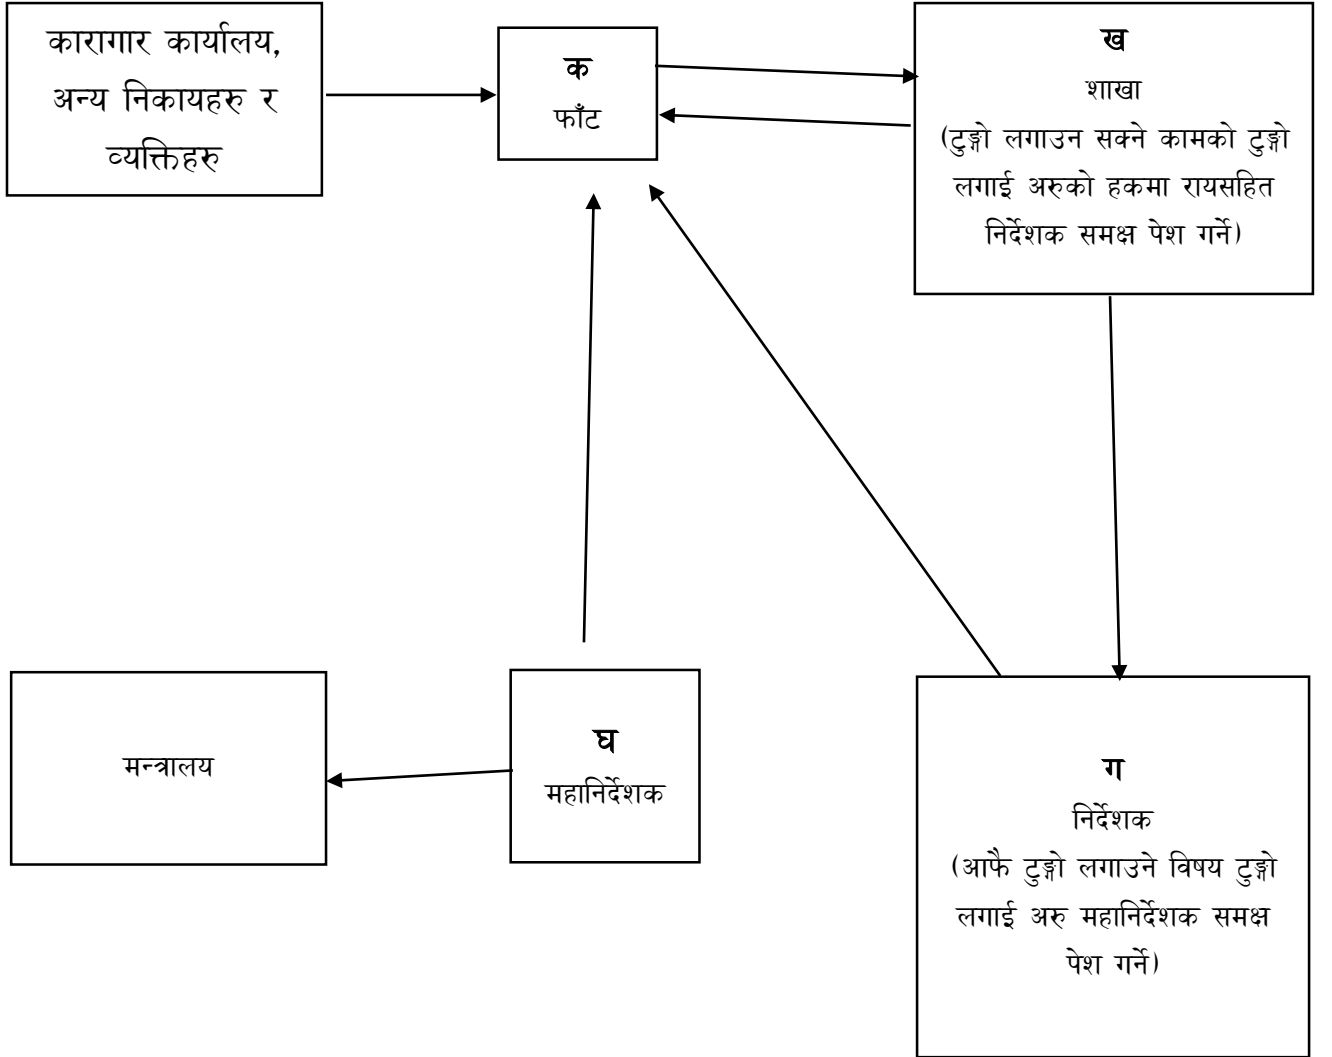 कारागार कार्यालय,
अन्य निकायहरु र
व्यक्तिहरु
क
फाँट
ख
शाखा
(टुङ्गो लगाउन सक्ने कामको टुङ्गो
लगाई अरुको हकमा रायसहित
निर्देशक समक्ष पेश गर्ने)
मन्त्रालय
घ
महानिर्देशक
ग
निर्देशक
(आफै टुङ्गो लगाउने विषय टुङ्गो
लगाई अरु महानिर्देशक समक्ष
पेश गर्ने)